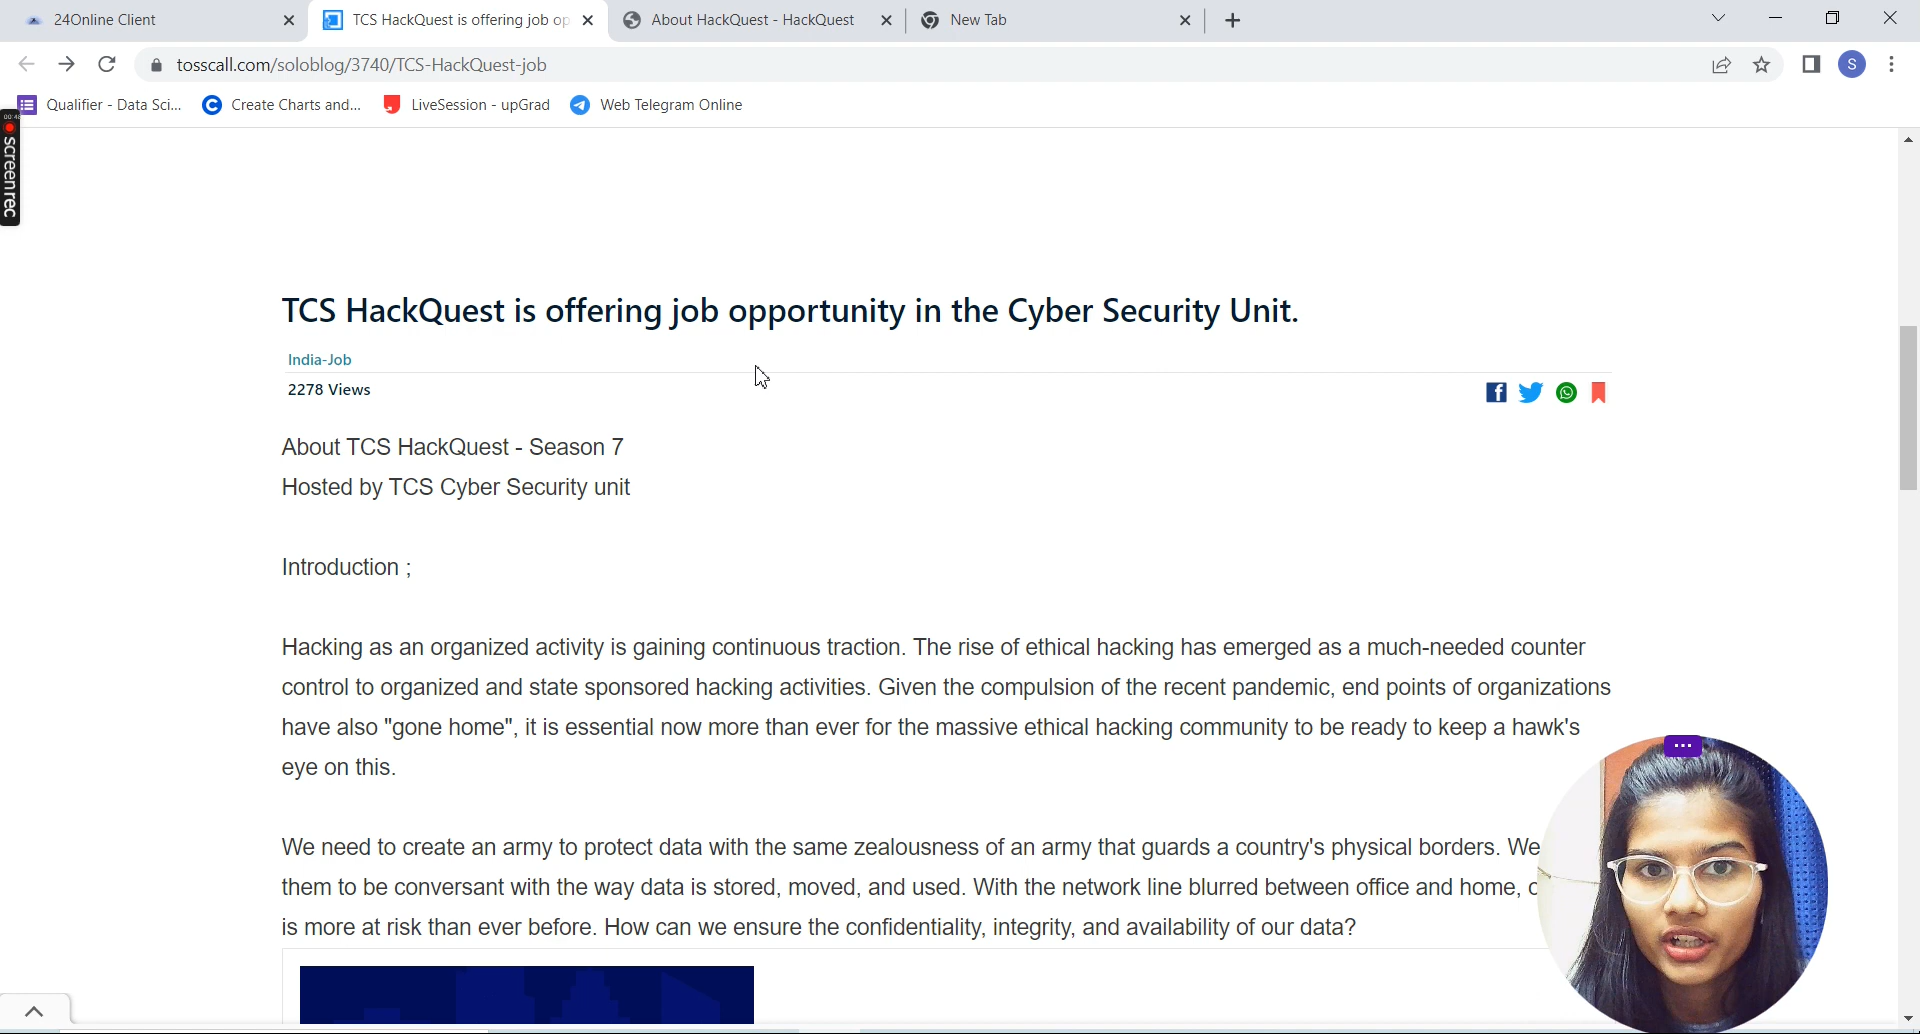 24Online Client
TCS HackQuest is offering job op
About HackQuest - HackQuest
New Tab
tosscall.com/soloblog/3740/TCS-HackQuest-job
S
Qualifier - Data Sci...
Create Charts and...
LiveSession - upGrad
Web Telegram Online
screenrec
TCS HackQuest is offering job opportunity in the Cyber Security Unit.
India-Job
2278 Views
About TCS HackQuest - Season 7
Hosted by TCS Cyber Security unit
Introduction ;
Hacking as an organized activity is gaining continuous traction. The rise of ethical hacking has emerged as a much-needed counter
control to organized and state sponsored hacking activities. Given the compulsion of the recent pandemic, end points of organizations
have also "gone home", it is essential now more than ever for the massive ethical hacking community to be ready to keep a hawk's
eye on this.
We need to create an army to protect data with the same zealousness of an army that guards a country's physical borders. We
them to be conversant with the way data is stored, moved, and used. With the network line blurred between office and home,
is more at risk than ever before. How can we ensure the confidentiality, integrity, and availability of our data?